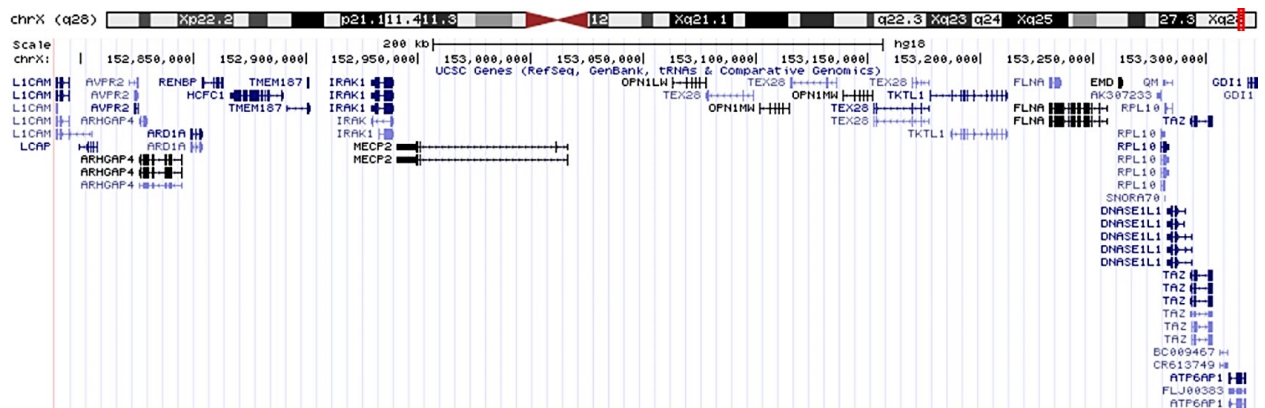 chrX (q28) Xp22.2 p21.1 11.4 11.3 12 Xq21.1 q22.3 Xq23 q24 Xq25 27.3 Xq28
Scale 200 kb hg18
chrX: 152,850,000 152,900,000 152,950,000 153,000,000 153,050,000 153,100,000 153,150,000 153,200,000 153,250,000 153,300,000
UCSC Genes (RefSeq, GenBank, tRNAs & Comparative Genomics)
L1CAM AVPR2 RENBP TMEM187 IRAK1 OPN1LW TEX28 TEX28 FLNA EMD QM GDI1
L1CAM AVPR2 HCFC1 IRAK1 TEX28 OPN1MW TKTL1 AK307233 GDI1
L1CAM AVPR2 TMEM187 IRAK1 OPN1MW TEX28 FLNA RPL10
L1CAM ARHGAP4 IRAK TEX28 FLNA TAZ
L1CAM ARD1A IRAK1 TKTL1 RPL10
LCAP ARD1A MECP2 RPL10
ARHGAP4 MECP2 RPL10
ARHGAP4 RPL10
ARHGAP4 RPL10
SNORA70
DNASE1L1
DNASE1L1
DNASE1L1
DNASE1L1
DNASE1L1
TAZ
TAZ
TAZ
TAZ
TAZ
TAZ
BC009467
CR613749
ATP6AP1
FLJ00383
ATP6AP1